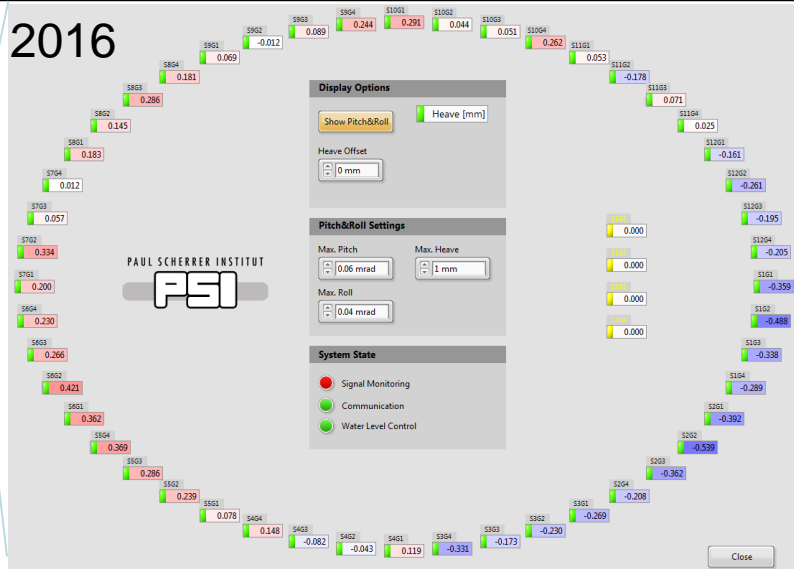 2016
S9G4
0.244
S10G1
0.291
S10G2
0.044
S10G3
0.051
S10G4
0.262
S11G1
0.053
S11G2
-0.178
S11G3
0.071
S11G4
0.025
S12G1
-0.161
S12G2
-0.261
S12G3
-0.195
S12G4
-0.205
S1G1
-0.359
S1G2
-0.488
S1G3
-0.338
S1G4
-0.289
S2G1
-0.392
S2G2
-0.539
S2G3
-0.362
S2G4
-0.208
S3G1
-0.269
S3G2
-0.230
S3G3
-0.173
S3G4
-0.331
S4G1
0.119
S4G2
-0.043
S4G3
-0.082
S4G4
0.148
S5G1
0.078
S5G2
0.239
S5G3
0.286
S5G4
0.369
S6G1
0.362
S6G2
0.421
S6G3
0.266
S6G4
0.230
S7G1
0.200
S7G2
0.334
S7G3
0.057
S7G4
0.012
S8G1
0.183
S8G2
0.145
S8G3
0.286
S8G4
0.181
S9G1
0.069
S9G2
-0.012
S9G3
0.089
Display Options
Show Pitch&Roll
Heave [mm]
Heave Offset
0 mm
Pitch&Roll Settings
Max. Pitch
Max. Heave
0.06 mrad
1 mm
Max. Roll
0.04 mrad
System State
Signal Monitoring
Communication
Water Level Control
PAUL SCHERRER INSTITUT
PSI
0.000
0.000
0.000
0.000
Close